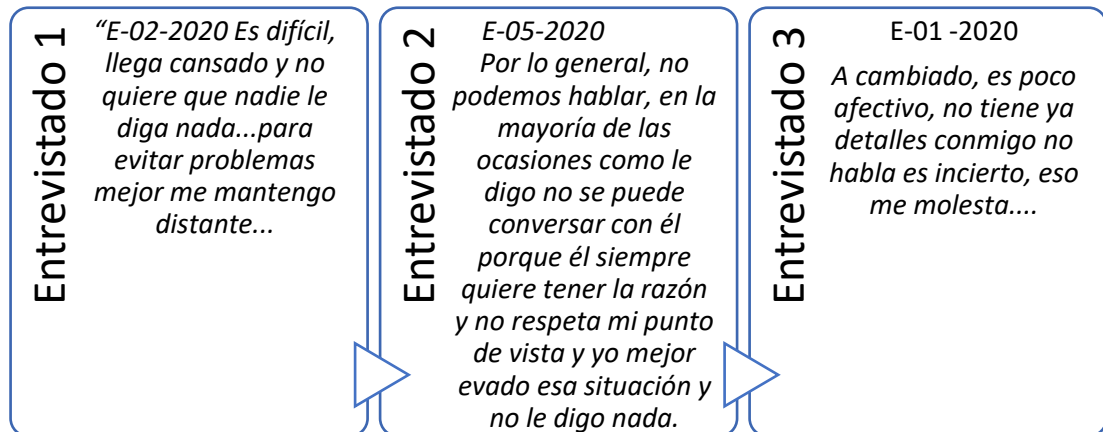 Entrevistado 1
“E-02-2020 Es difícil,
llega cansado y no
quiere que nadie le
diga nada...para
evitar problemas
mejor me mantengo
distante...
Entrevistado 2
E-05-2020
Por lo general, no
podemos hablar, en la
mayoría de las
ocasiones como le
digo no se puede
conversar con él
porque él siempre
quiere tener la razón
y no respeta mi punto
de vista y yo mejor
evado esa situación y
no le digo nada.
Entrevistado 3
E-01 -2020
A cambiado, es poco
afectivo, no tiene ya
detalles conmigo no
habla es incierto, eso
me molesta....